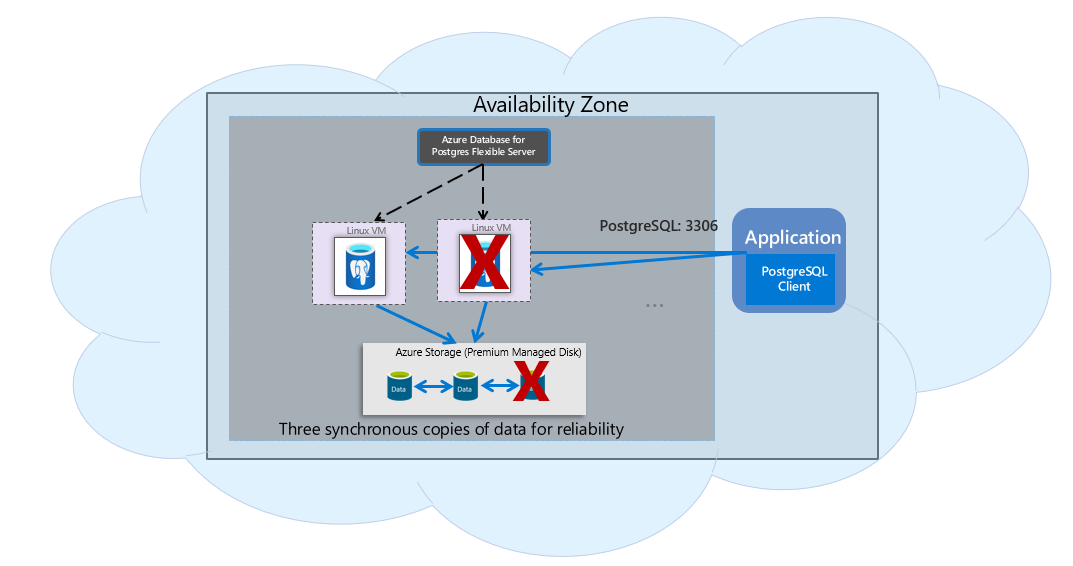 Availability Zone
Azure Database for
Postgres Flexible Server
Linux VM
Linux VM
PostgreSQL: 3306
Application
PostgreSQL
Client
...
Azure Storage (Premium Managed Disk)
Data
Data
Three synchronous copies of data for reliability